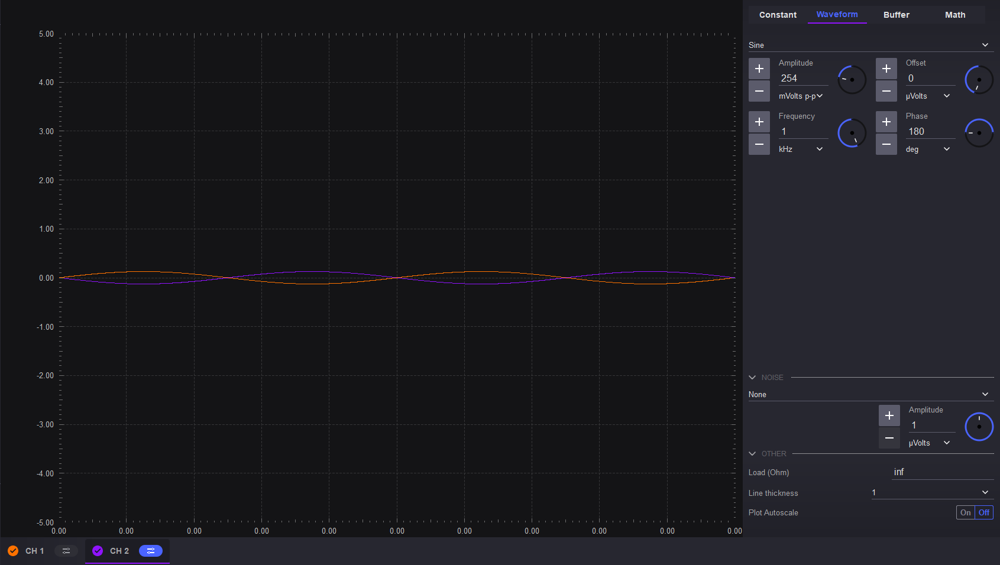 Constant Waveform Buffer Math
Sine
Amplitude
254
mVolts p-p
Offset
0
µVolts
Frequency
1
kHz
Phase
180
deg
5.00
4.00
3.00
2.00
1.00
0.00
-1.00
-2.00
-3.00
-4.00
-5.00
0.00 0.00 0.00 0.00 0.00 0.00 0.00 0.00 0.00 0.00 0.00
NOISE
None
Amplitude
1
µVolts
OTHER
Load (Ohm) inf
Line thickness 1
Plot Autoscale On Off
CH 1 CH 2